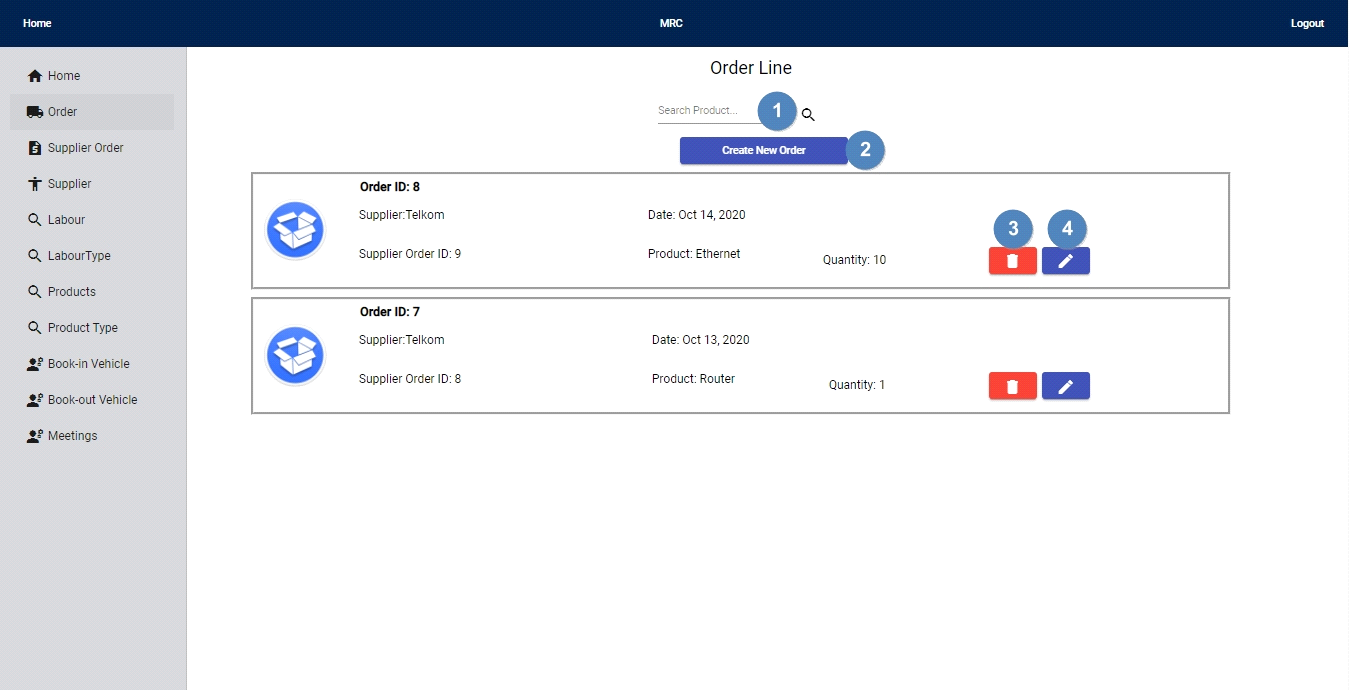 Home
MRC
Logout
Home
Order
Supplier Order
Supplier
Labour
LabourType
Products
Product Type
Book-in Vehicle
Book-out Vehicle
Meetings
Order Line
Search Product...
1
Create New Order
2
Order ID: 8
Supplier:Telkom
Date: Oct 14, 2020
3
4
Supplier Order ID: 9
Product: Ethernet
Quantity: 10
Order ID: 7
Supplier:Telkom
Date: Oct 13, 2020
Supplier Order ID: 8
Product: Router
Quantity: 1